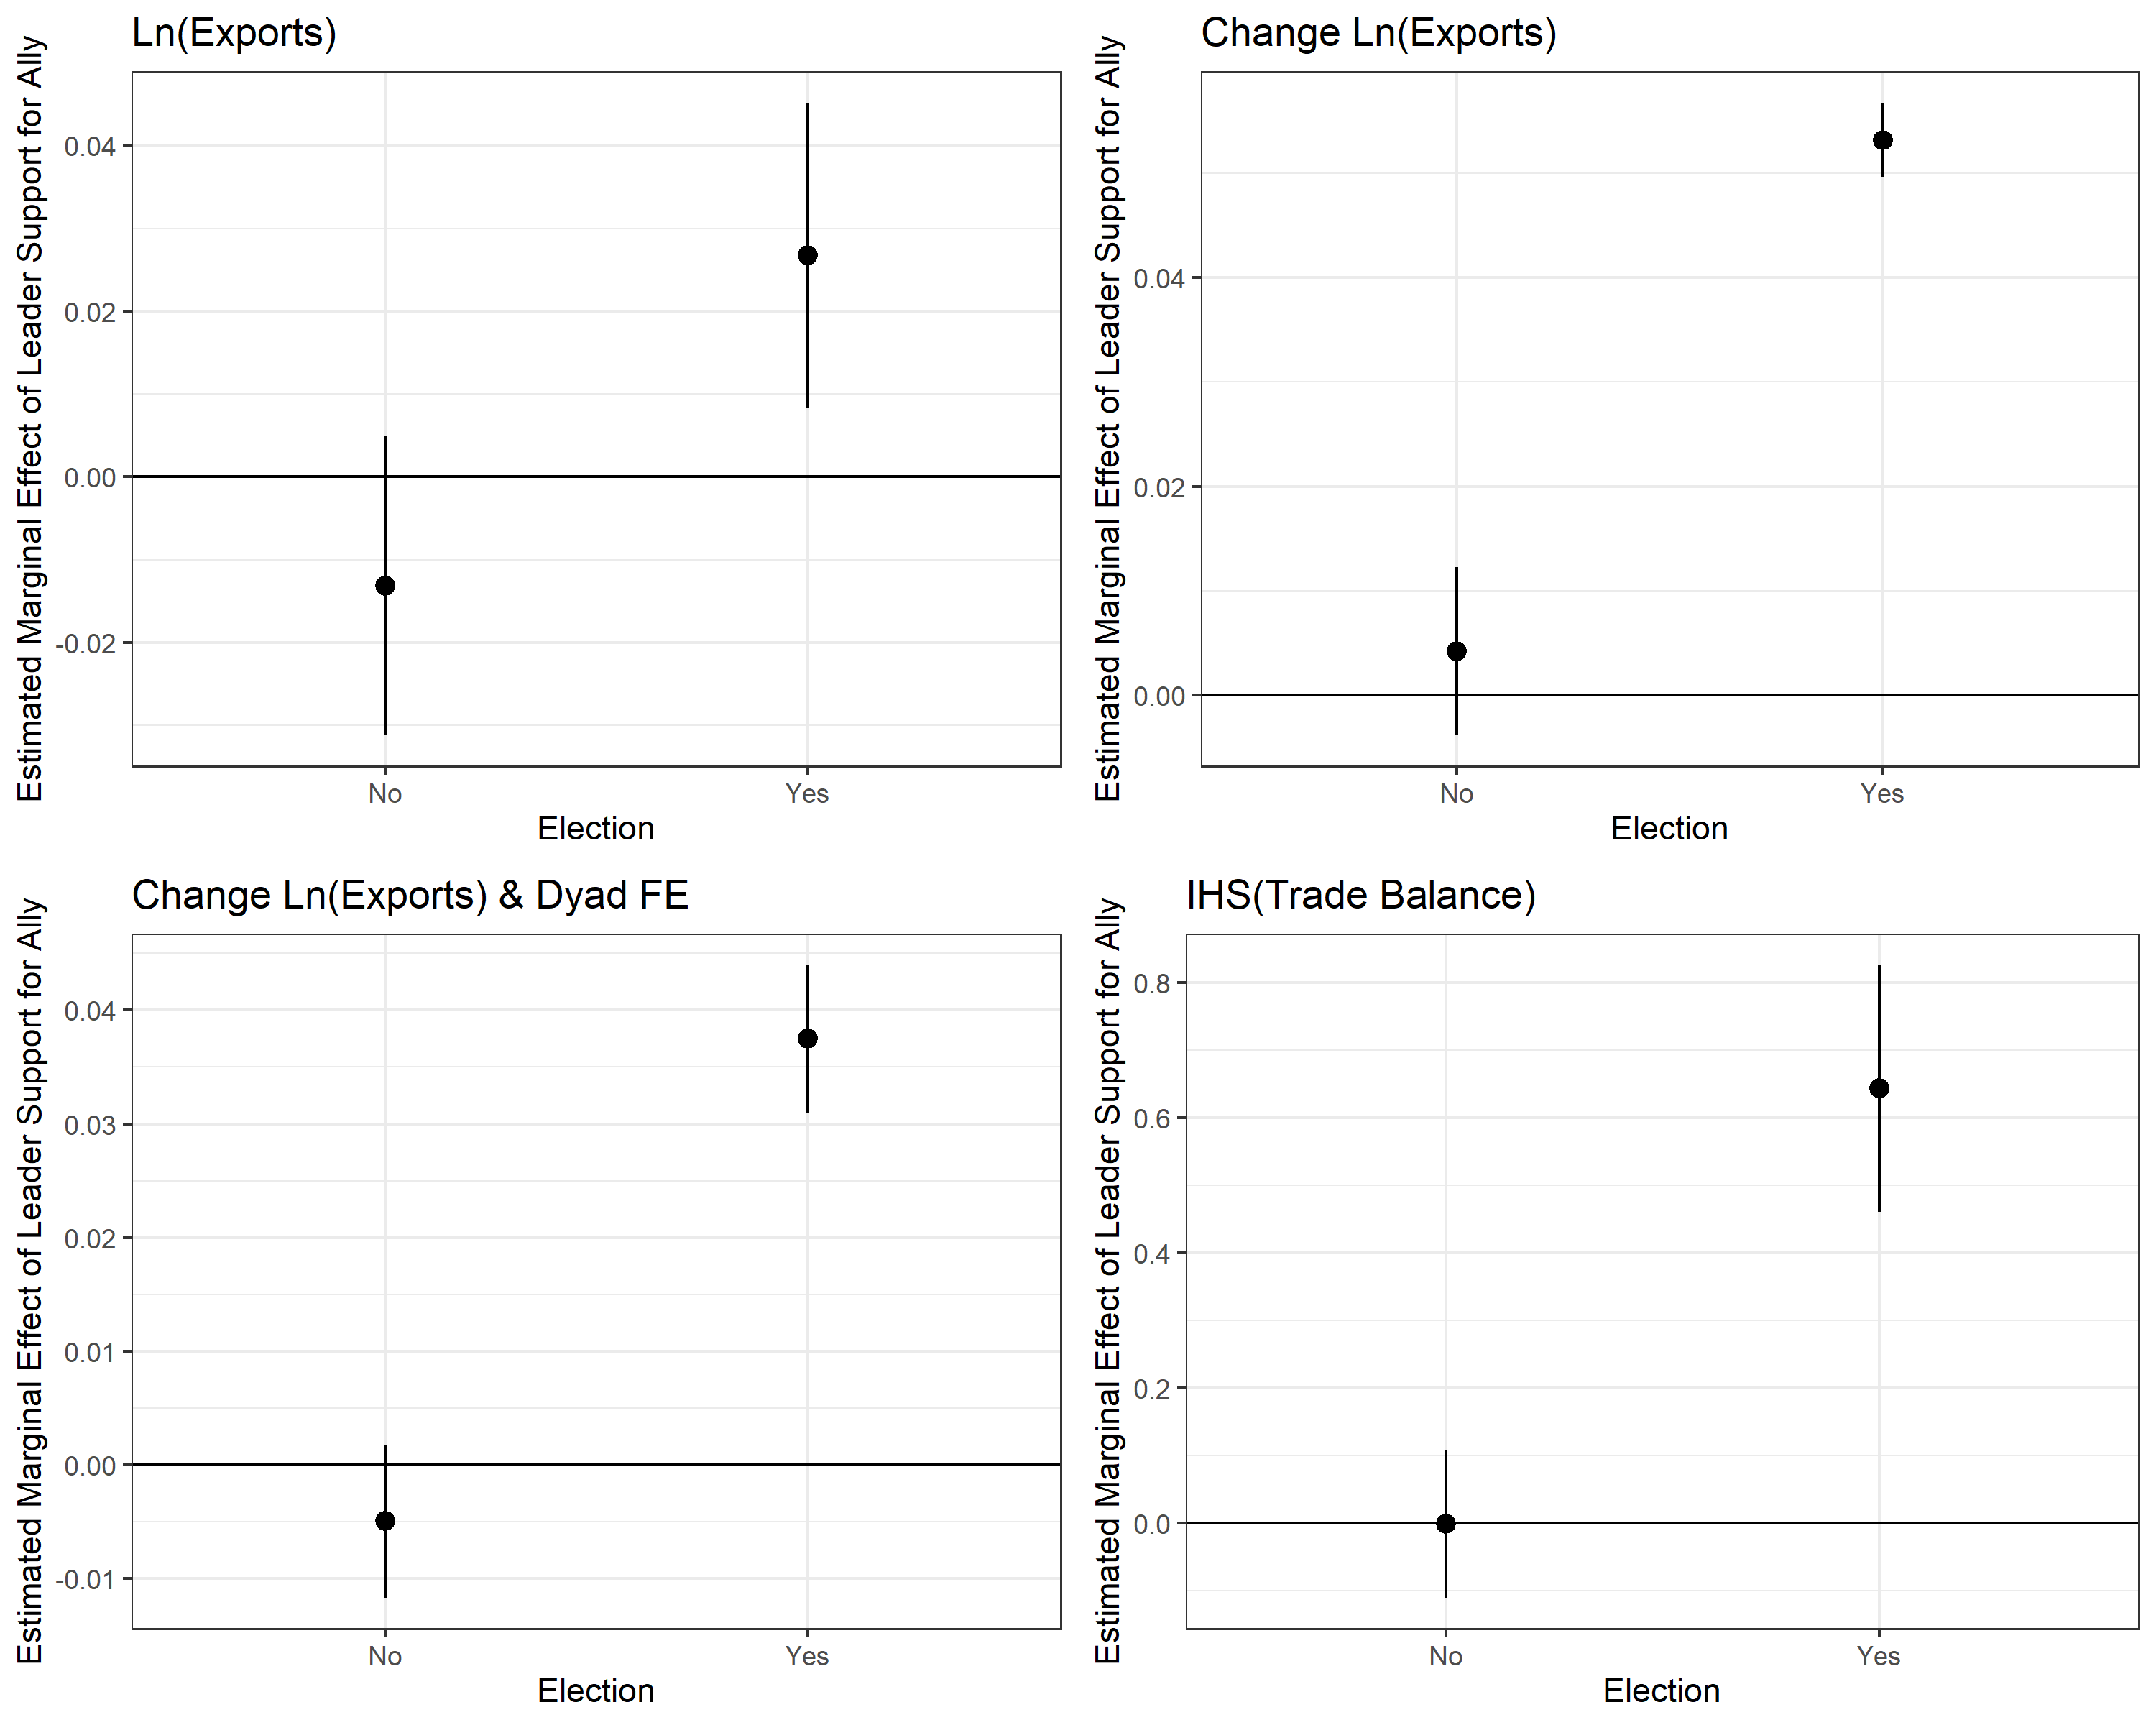 Ln(Exports)
Estimated Marginal Effect of Leader Support for Ally
0.04
0.02
0.00
-0.02
No
Yes
Election
Change Ln(Exports)
Estimated Marginal Effect of Leader Support for Ally
0.04
0.02
0.00
No
Yes
Election
Change Ln(Exports) & Dyad FE
Estimated Marginal Effect of Leader Support for Ally
0.04
0.03
0.02
0.01
0.00
-0.01
No
Yes
Election
IHS(Trade Balance)
Estimated Marginal Effect of Leader Support for Ally
0.8
0.6
0.4
0.2
0.0
No
Yes
Election